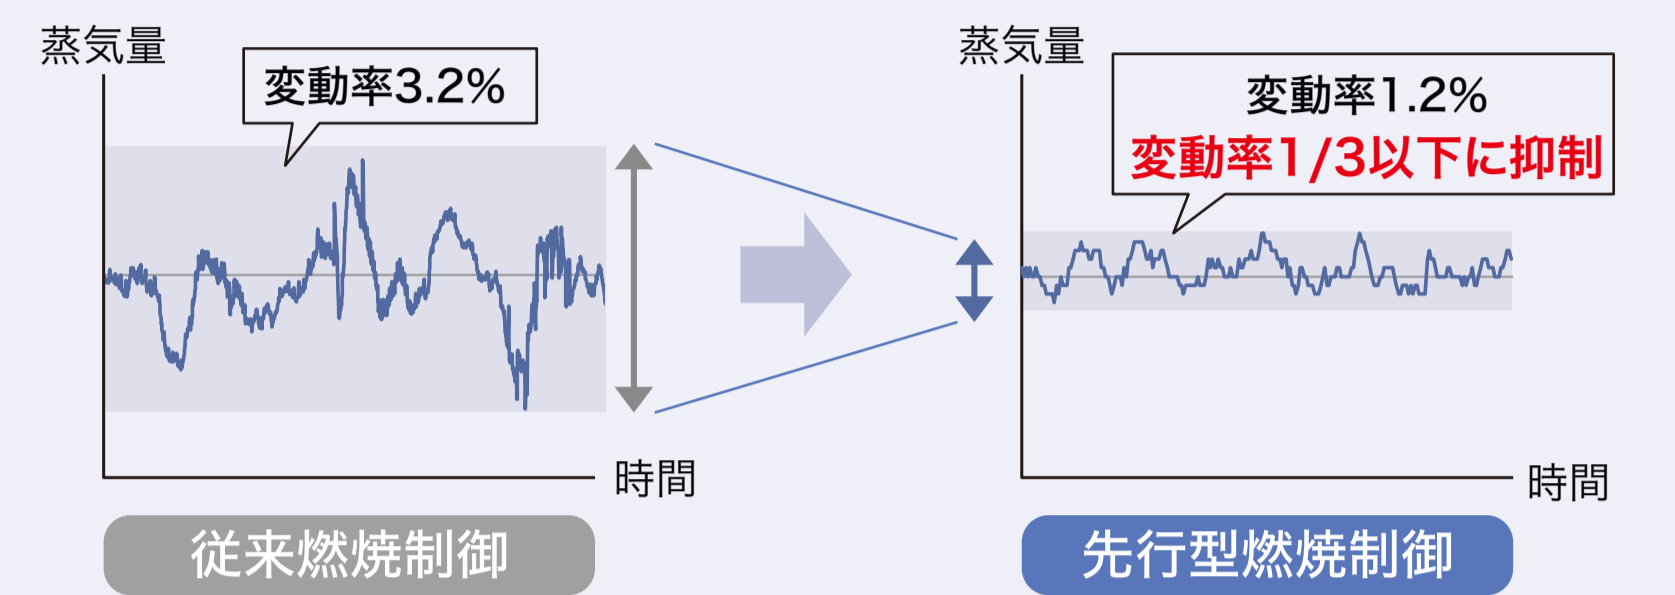 蒸気量
変動率3.2%
時間
従来燃焼制御
蒸気量
変動率1.2%
変動率1/3以下に抑制
時間
先行型燃焼制御